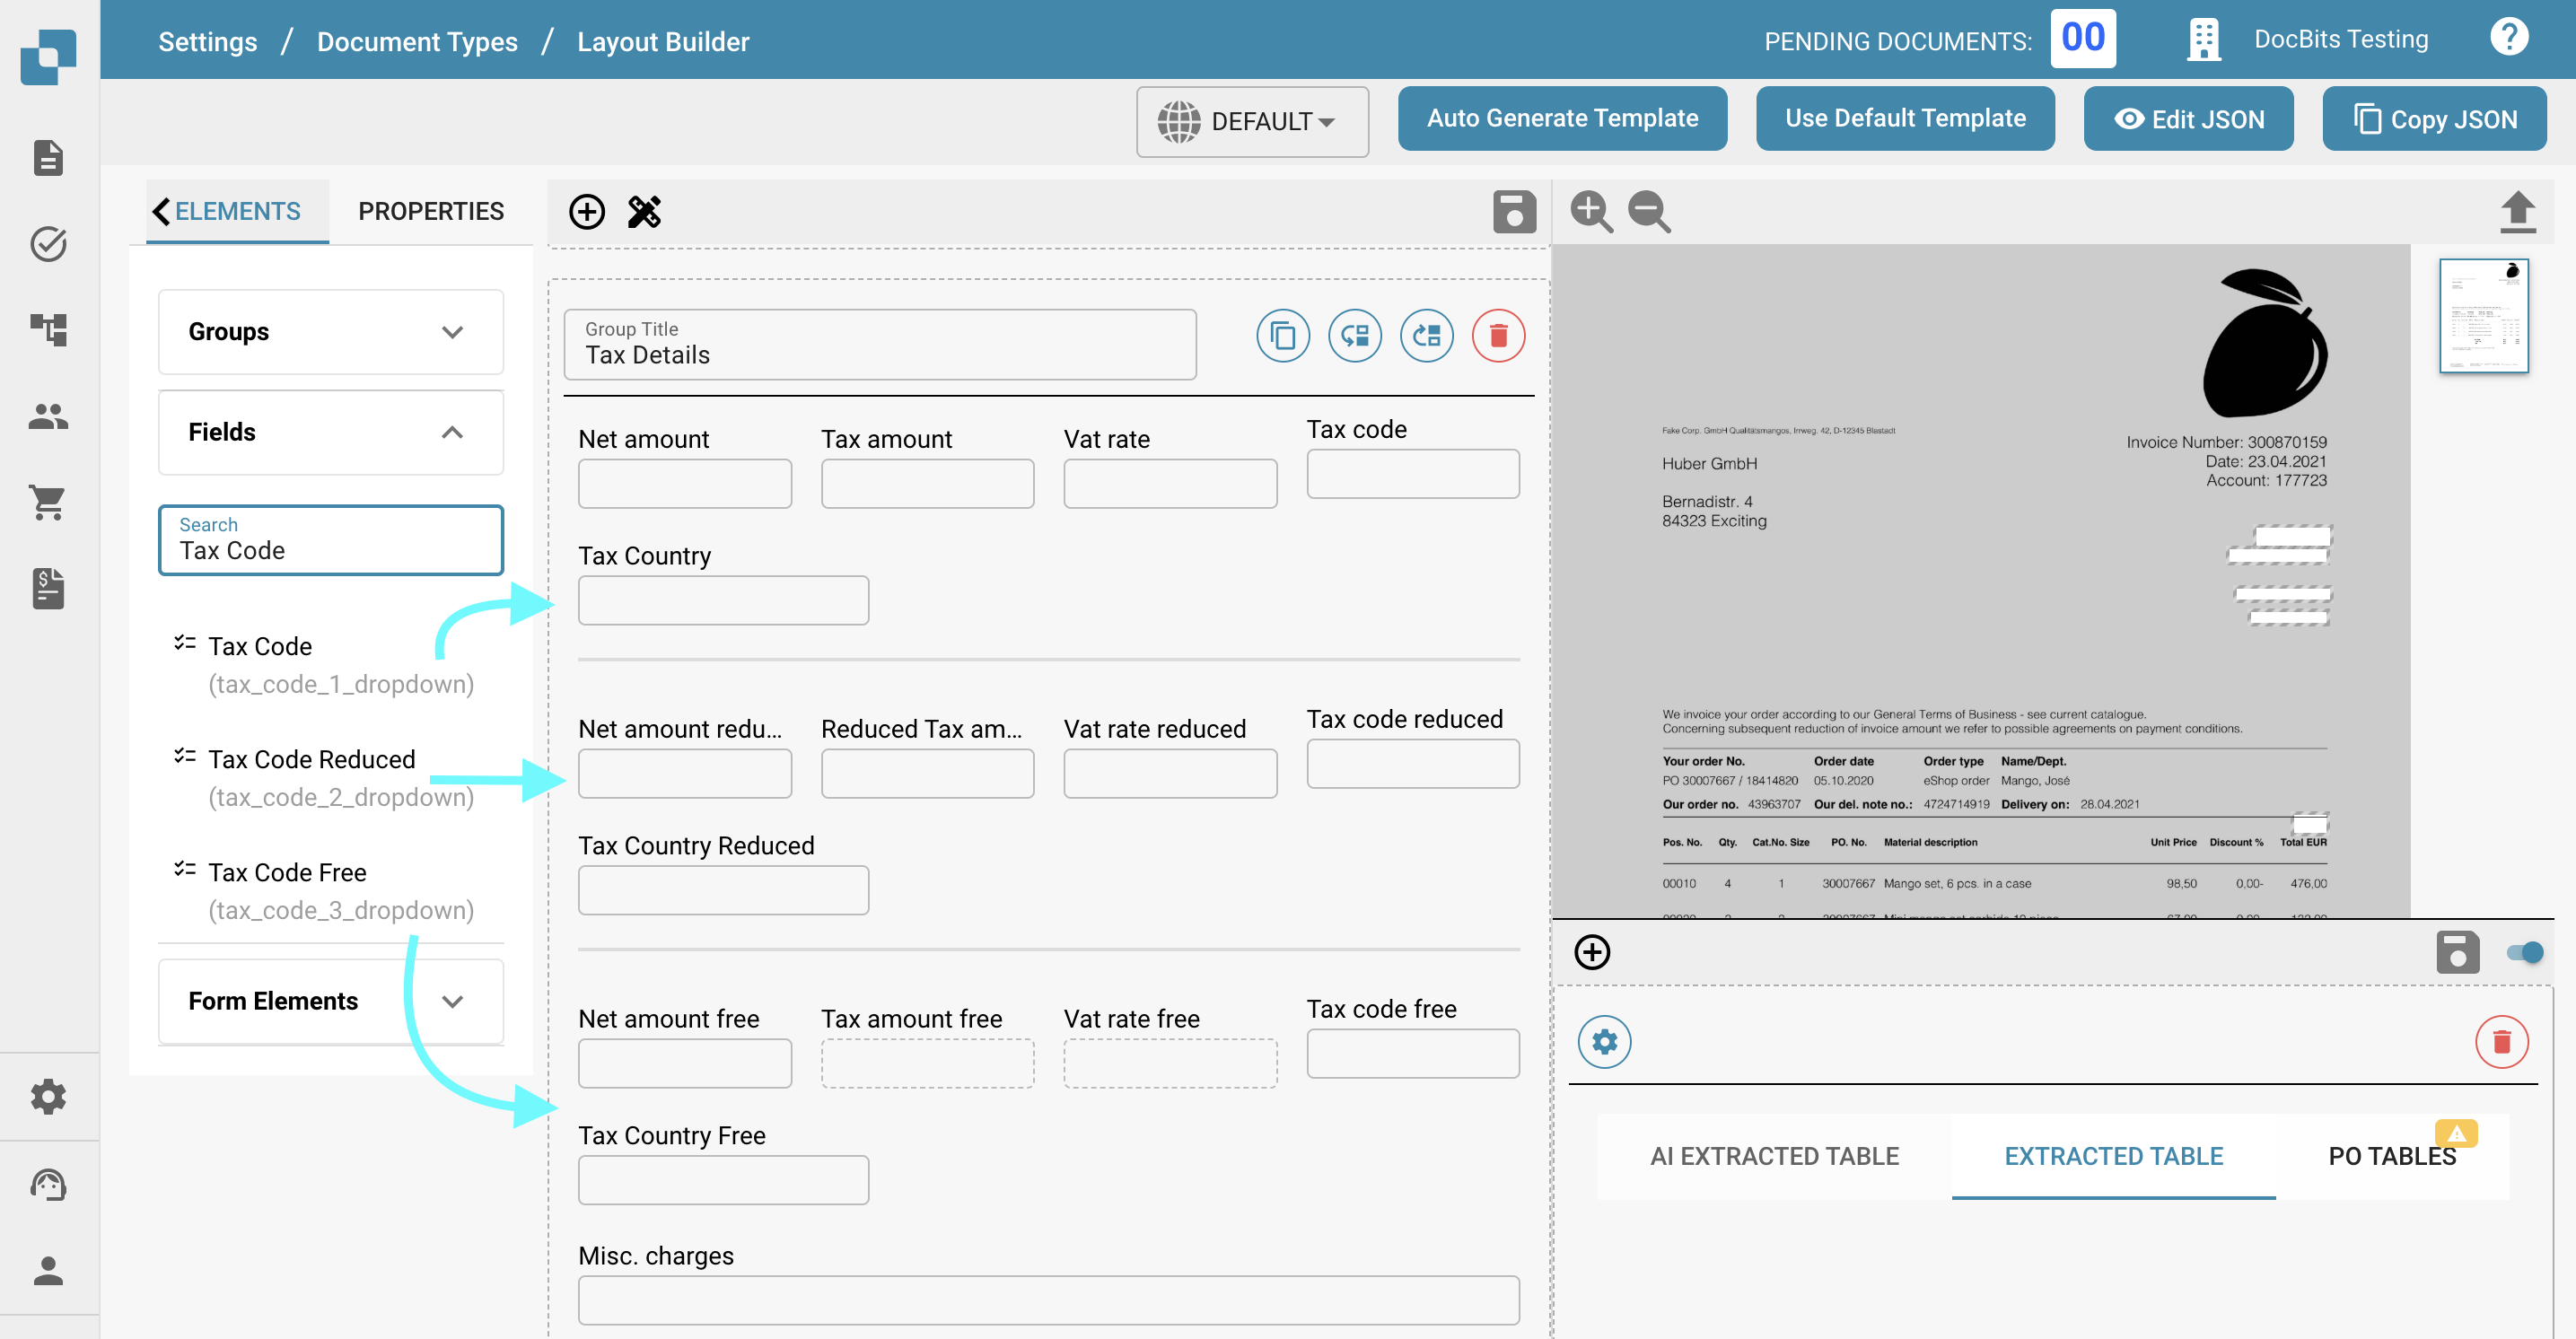 Settings / Document Types / Layout Builder
PENDING DOCUMENTS: 00
DocBits Testing
?
DEFAULT
Auto Generate Template
Use Default Template
Edit JSON
Copy JSON
ELEMENTS
PROPERTIES
Groups
Fields
Search
Tax Code
Tax Code
(tax_code_1_dropdown)
Tax Code Reduced
(tax_code_2_dropdown)
Tax Code Free
(tax_code_3_dropdown)
Form Elements
Group Title
Tax Details
Net amount
Tax amount
Vat rate
Tax code
Tax Country
Net amount redu...
Reduced Tax am...
Vat rate reduced
Tax code reduced
Tax Country Reduced
Net amount free
Tax amount free
Vat rate free
Tax code free
Tax Country Free
Misc. charges
Fake Corp. GmbH Qualitätsmangos, Irrweg. 42, D-12345 Blastadt
Huber GmbH
Bernadistr. 4
84323 Exciting
Invoice Number: 300870159
Date: 23.04.2021
Account: 177723
We invoice your order according to our General Terms of Business - see current catalogue.
Concerning subsequent reduction of invoice amount we refer to possible agreements on payment conditions.
Your order No. Order date Order type Name/Dept.
PO 30007667 / 18414820 05.10.2020 eShop order Mango, José
Our order no. 43963707 Our del. note no.: 4724714919 Delivery on: 28.04.2021
Pos. No. Qty. Cat.No. Size PO. No. Material description Unit Price Discount % Total EUR
00010 4 1 30007667 Mango set, 6 pcs. in a case 98,50 0,00- 476,00
AI EXTRACTED TABLE
EXTRACTED TABLE
PO TABLES